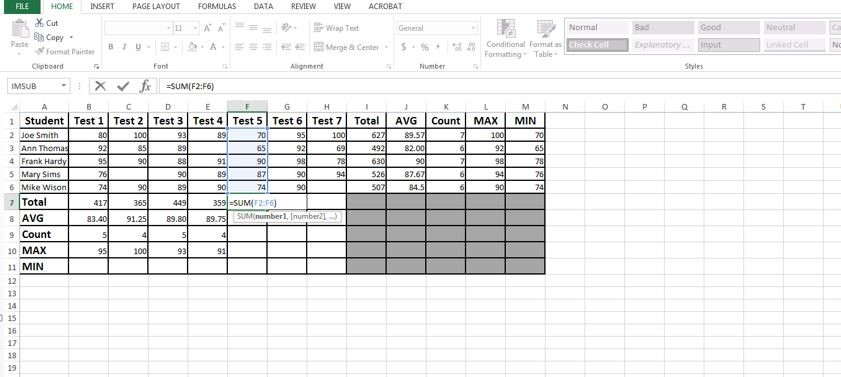 FILE HOME INSERT PAGE LAYOUT FORMULAS DATA REVIEW VIEW ACROBAT
Paste
Cut
Copy
Format Painter
Clipboard
11 A A
B I U A
Font
Wrap Text
Merge & Center
Alignment
General
$ % ,
Number
Conditional Formatting
Format as Table
Normal Bad Good Neutral
Check Cell Explanatory ... Input Linked Cell
Styles
IMSUB fx =SUM(F2:F6)
A B C D E F G H I J K L M N O P Q R S T
1 Student Test 1 Test 2 Test 3 Test 4 Test 5 Test 6 Test 7 Total AVG Count MAX MIN
2 Joe Smith 80 100 93 89 70 95 100 627 89.57 7 100 70
3 Ann Thomas 92 85 89 65 92 69 492 82.00 6 92 65
4 Frank Hardy 95 90 88 91 90 98 78 630 90 7 98 78
5 Mary Sims 76 90 89 87 90 94 526 87.67 6 94 76
6 Mike Wison 74 90 89 90 74 90 507 84.5 6 90 74
7 Total 417 365 449 359 =SUM(F2:F6)
SUM(number1, [number2], ...)
8 AVG 83.40 91.25 89.80 89.75
9 Count 5 4 5 4
10 MAX 95 100 93 91
11 MIN
12
13
14
15
16
17
18
19